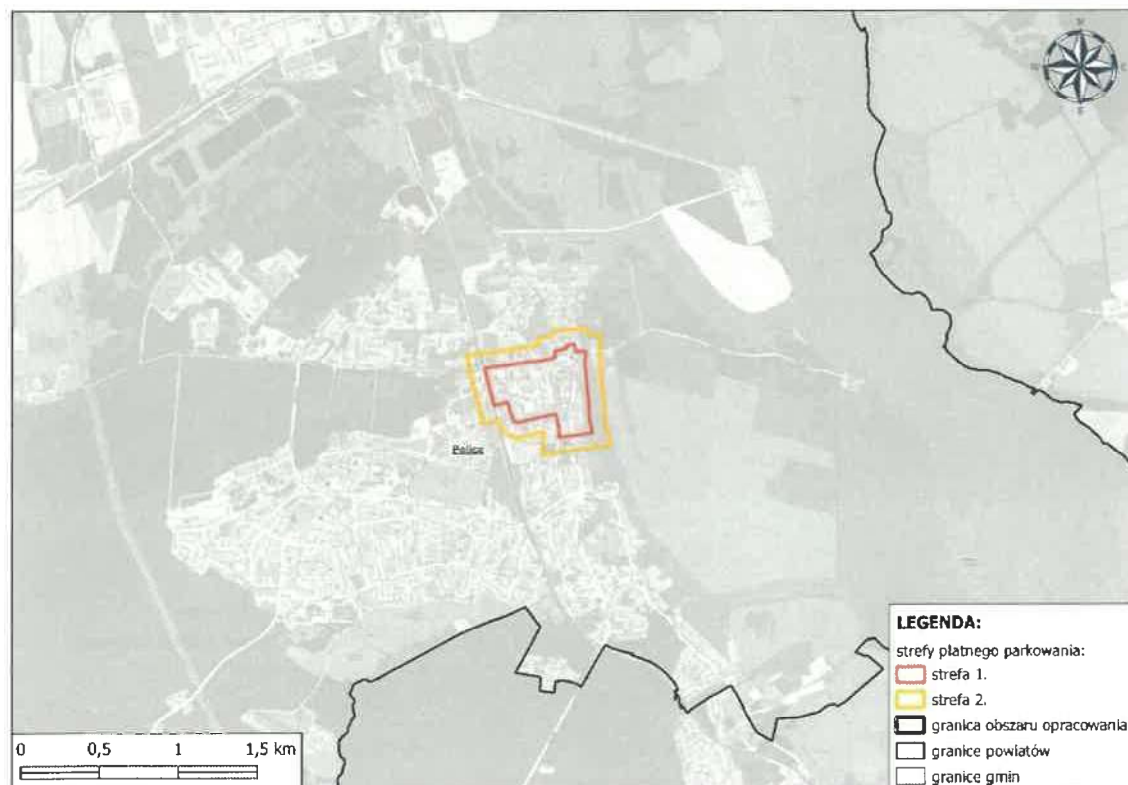 Police
LEGENDA:
strefy płatnego parkowania:
strefa 1.
strefa 2.
granica obszaru opracowania
granice powiatów
granice gmin
0 0,5 1 1,5 km